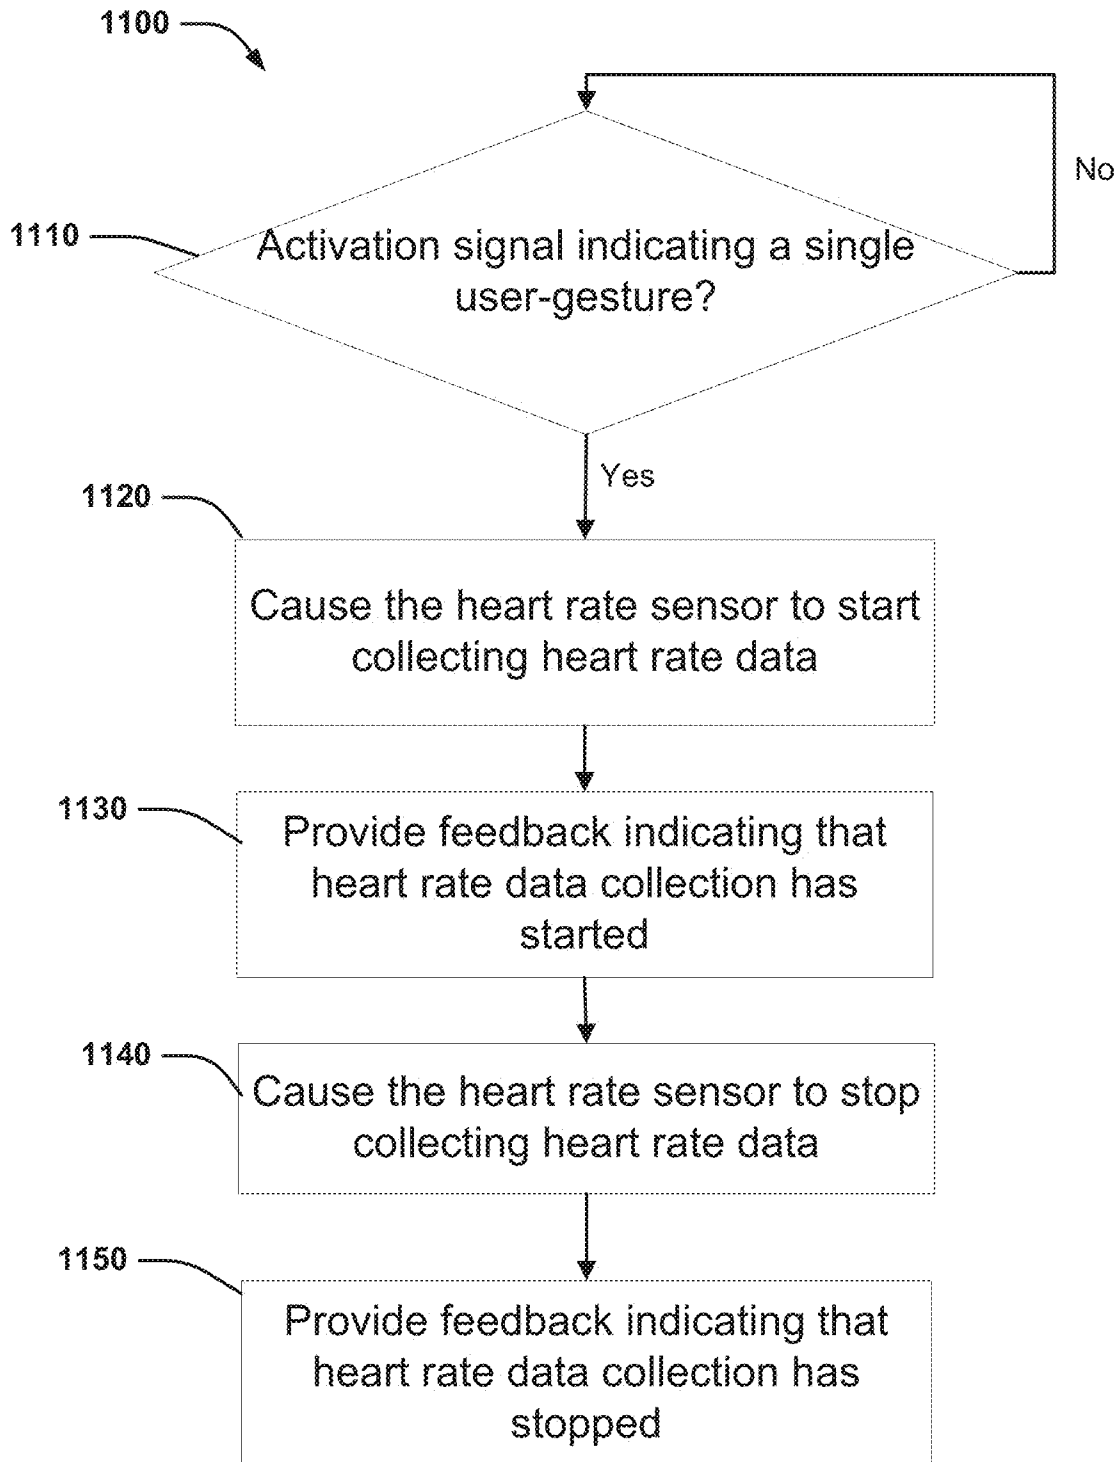 1100
No
1110
Activation signal indicating a single
user-gesture?
Yes
1120
Cause the heart rate sensor to start
collecting heart rate data
1130
Provide feedback indicating that
heart rate data collection has
started
1140
Cause the heart rate sensor to stop
collecting heart rate data
1150
Provide feedback indicating that
heart rate data collection has
stopped